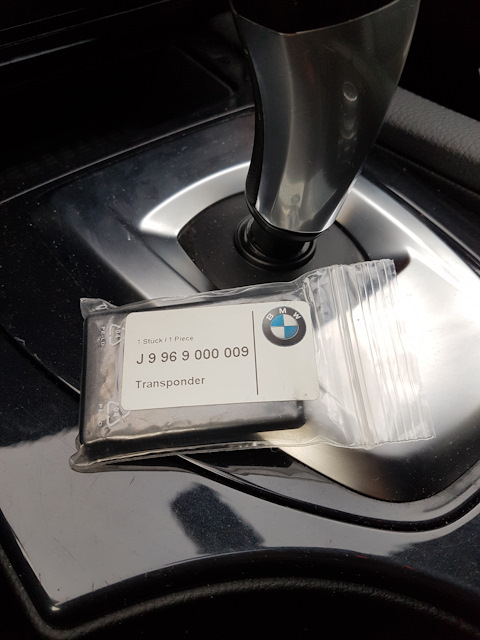 1 Stück / 1 Piece
J 9 96 9 000 009
Transponder
BMW